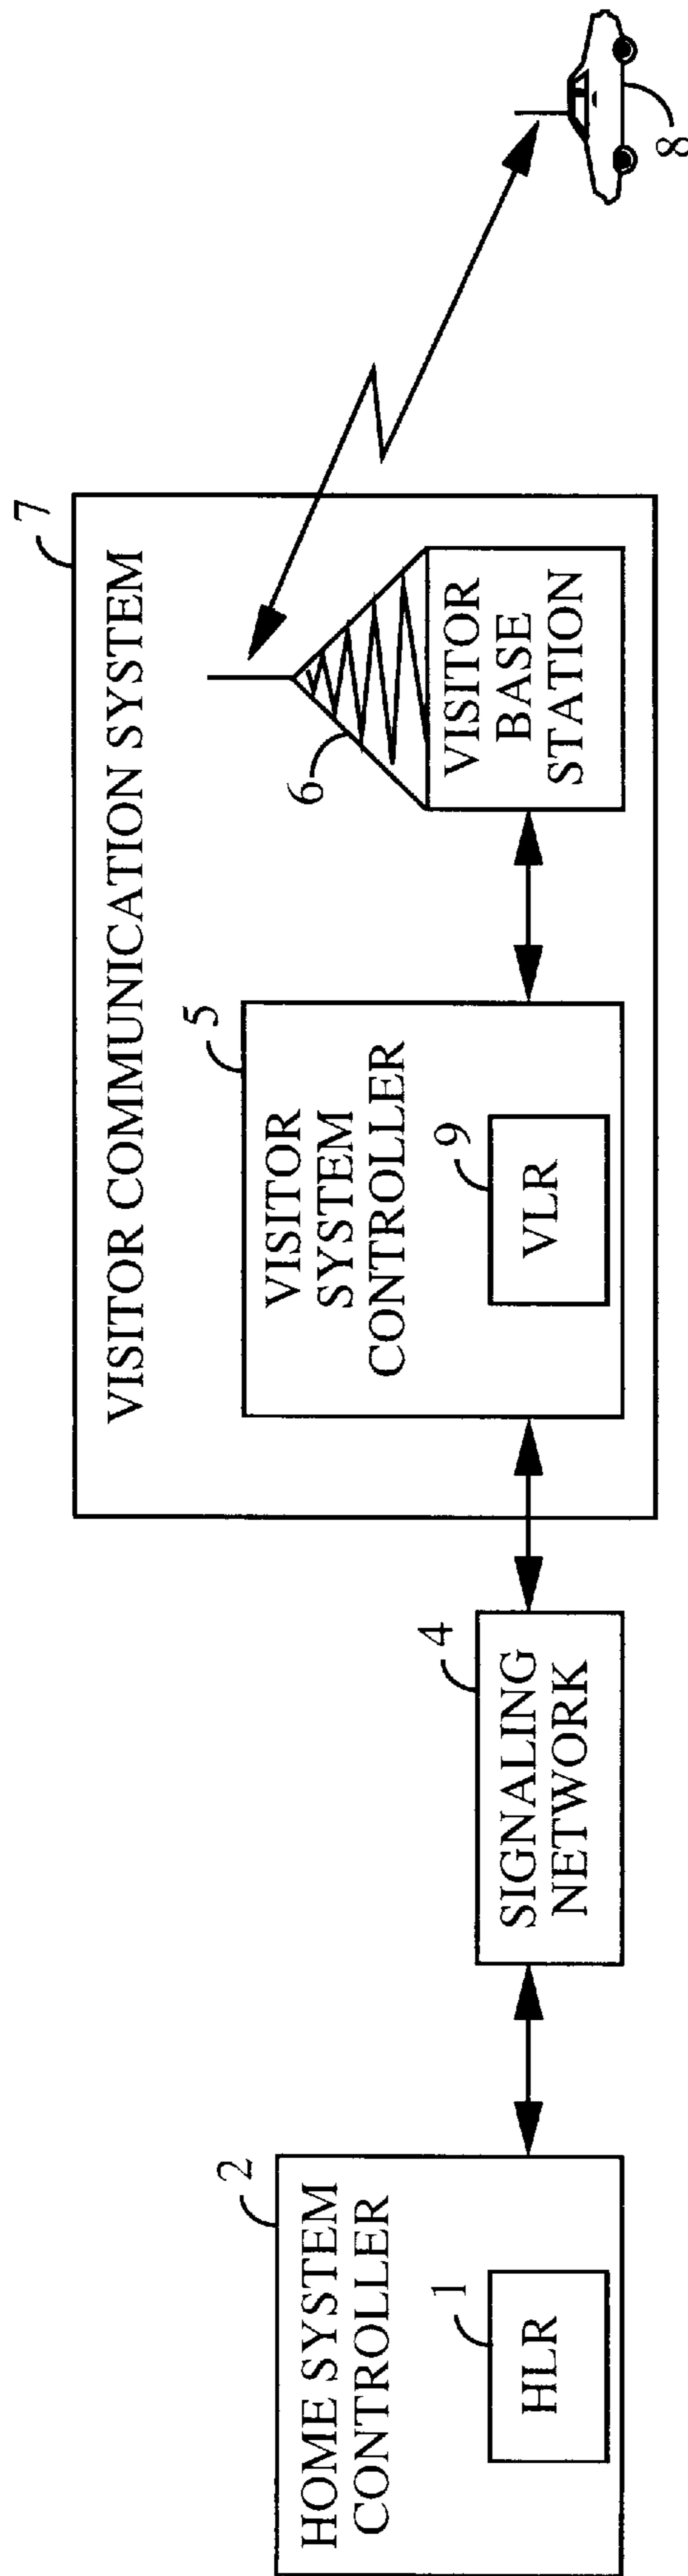 HOME SYSTEM
CONTROLLER
2
HLR
1
SIGNALING
NETWORK
4
VISITOR COMMUNICATION SYSTEM
7
VISITOR
SYSTEM
CONTROLLER
5
VLR
9
6
VISITOR
BASE
STATION
8